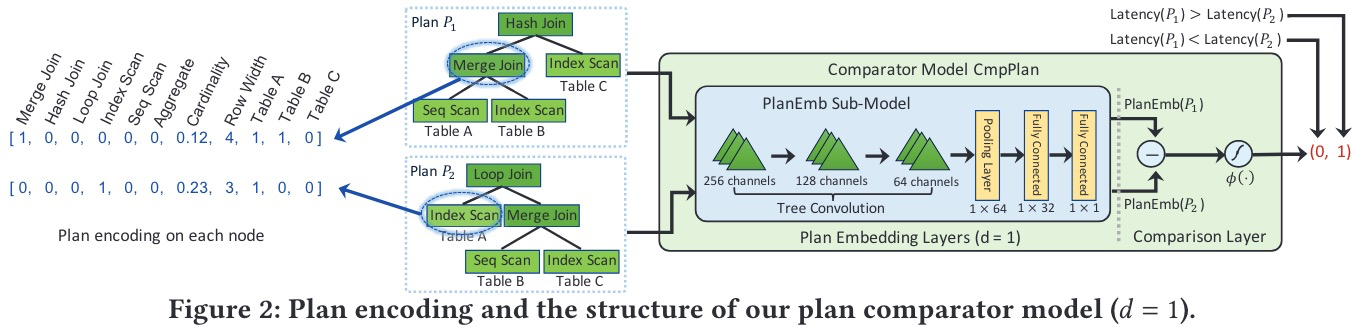 Merge Join
Hash Join
Loop Join
Index Scan
Seq Scan
Aggregate
Cardinality
Row Width
Table A
Table B
Table C
[ 1, 0, 0, 0, 0, 0, 0.12, 4, 1, 1, 0]
[0, 0, 0, 1, 0, 0, 0.23, 3, 1, 0, 0]
Plan encoding on each node
Plan P₁
Hash Join
Merge Join
Index Scan
Table C
Seq Scan
Index Scan
Table A
Table B
Plan P₂
Loop Join
Index Scan
Merge Join
Table A
Seq Scan
Index Scan
Table B
Table C
Latency(P₁) > Latency(P₂)
Latency(P₁) < Latency(P₂)
Comparator Model CmpPlan
PlanEmb Sub-Model
256 channels
128 channels
64 channels
Tree Convolution
Pooling Layer
1 × 64
Fully Connected
1 × 32
Fully Connected
1 × 1
Plan Embedding Layers (d = 1)
PlanEmb(P₁)
PlanEmb(P₂)
−
∫
ϕ(·)
(0, 1)
Comparison Layer
Figure 2: Plan encoding and the structure of our plan comparator model (d = 1).